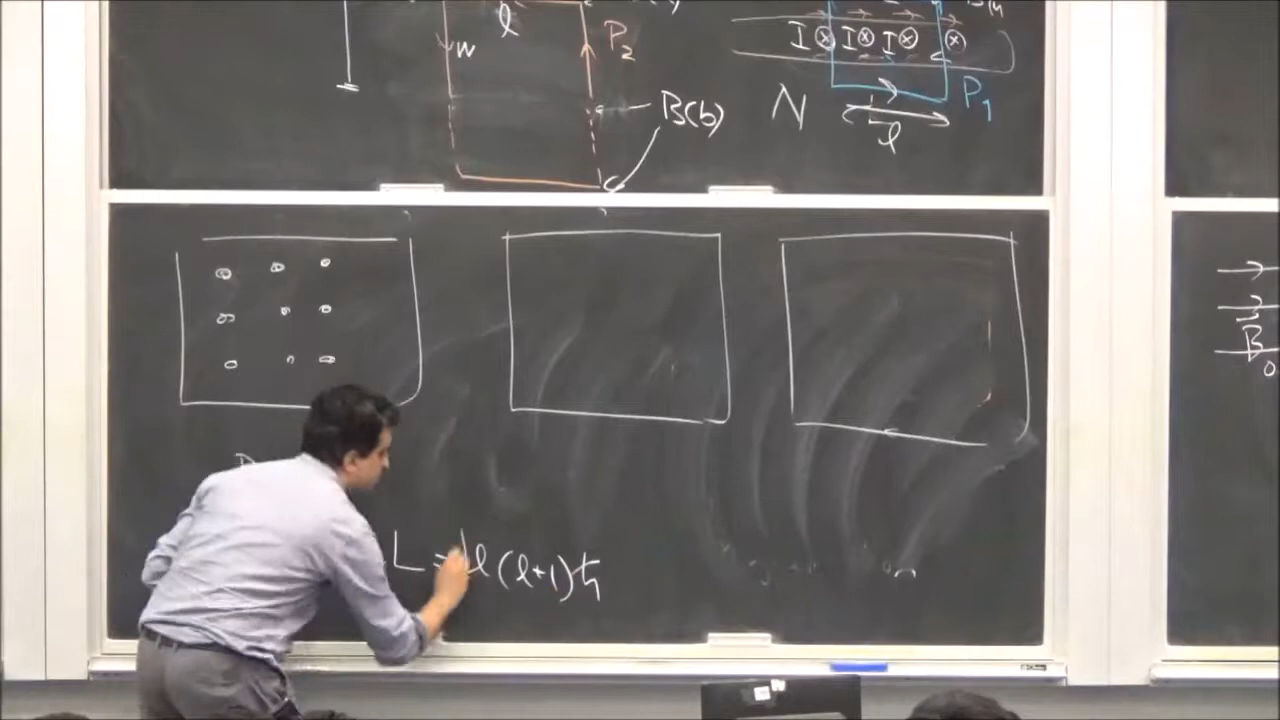 l
W
P₂
B(b)
I ⊗ I ⊗ I ⊗ ⊗
N
l
P₁
B
L = √l(l+1)ħ